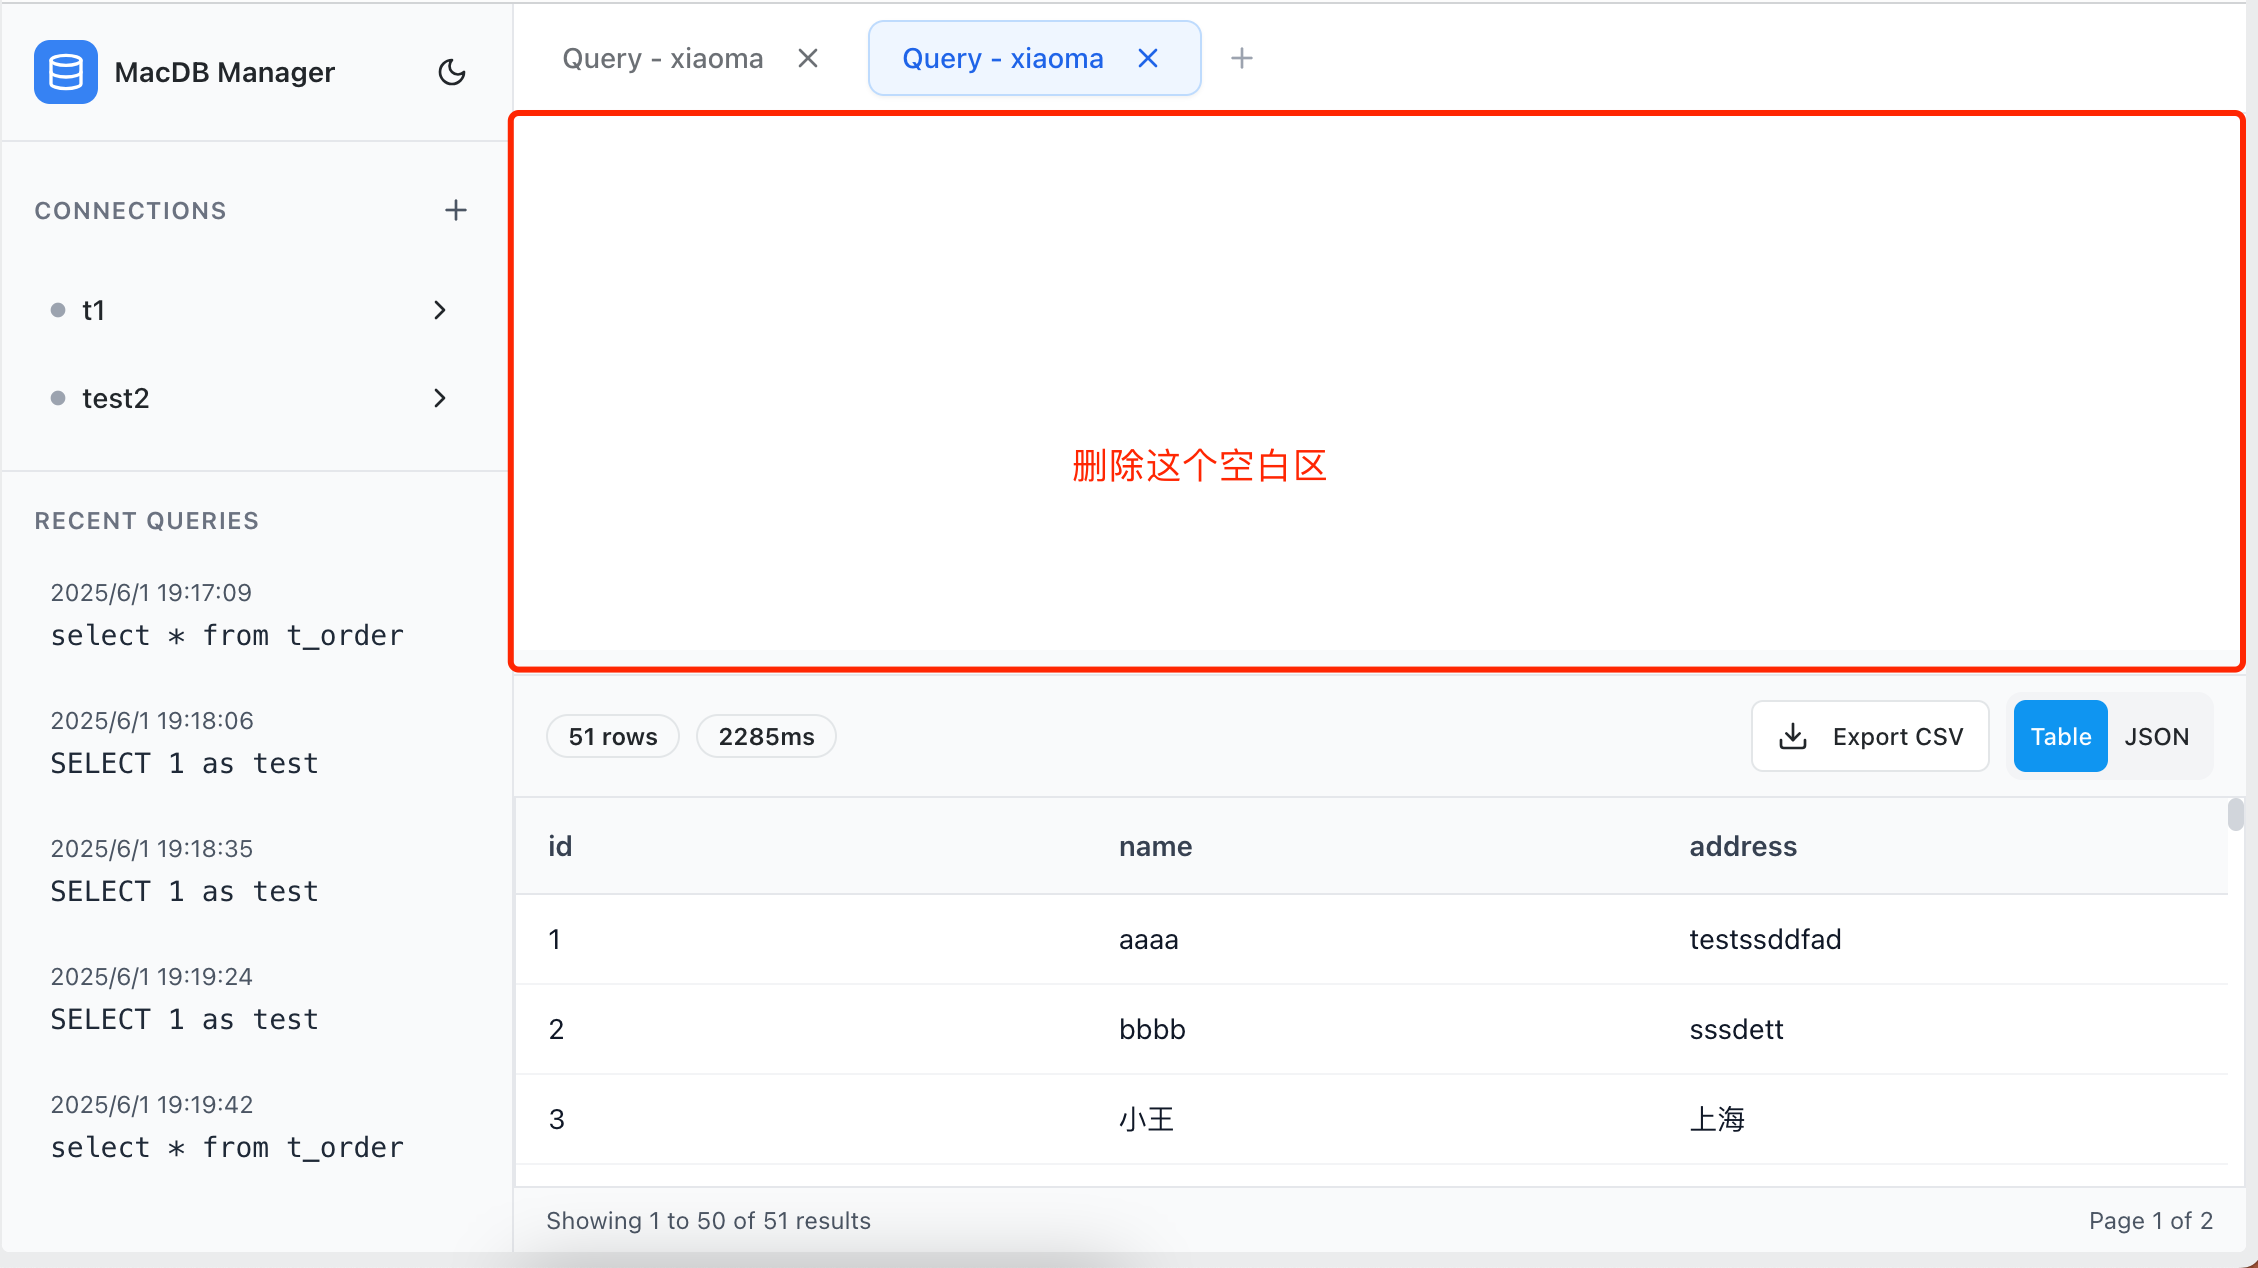 MacDB Manager
Query - xiaoma
Query - xiaoma
CONNECTIONS
t1
test2
RECENT QUERIES
2025/6/1 19:17:09
select * from t_order
2025/6/1 19:18:06
SELECT 1 as test
2025/6/1 19:18:35
SELECT 1 as test
2025/6/1 19:19:24
SELECT 1 as test
2025/6/1 19:19:42
select * from t_order
删除这个空白区
51 rows 2285ms Export CSV Table JSON
id name address
1 aaaa testssddfad
2 bbbb sssdett
3 小王 上海
Showing 1 to 50 of 51 results Page 1 of 2